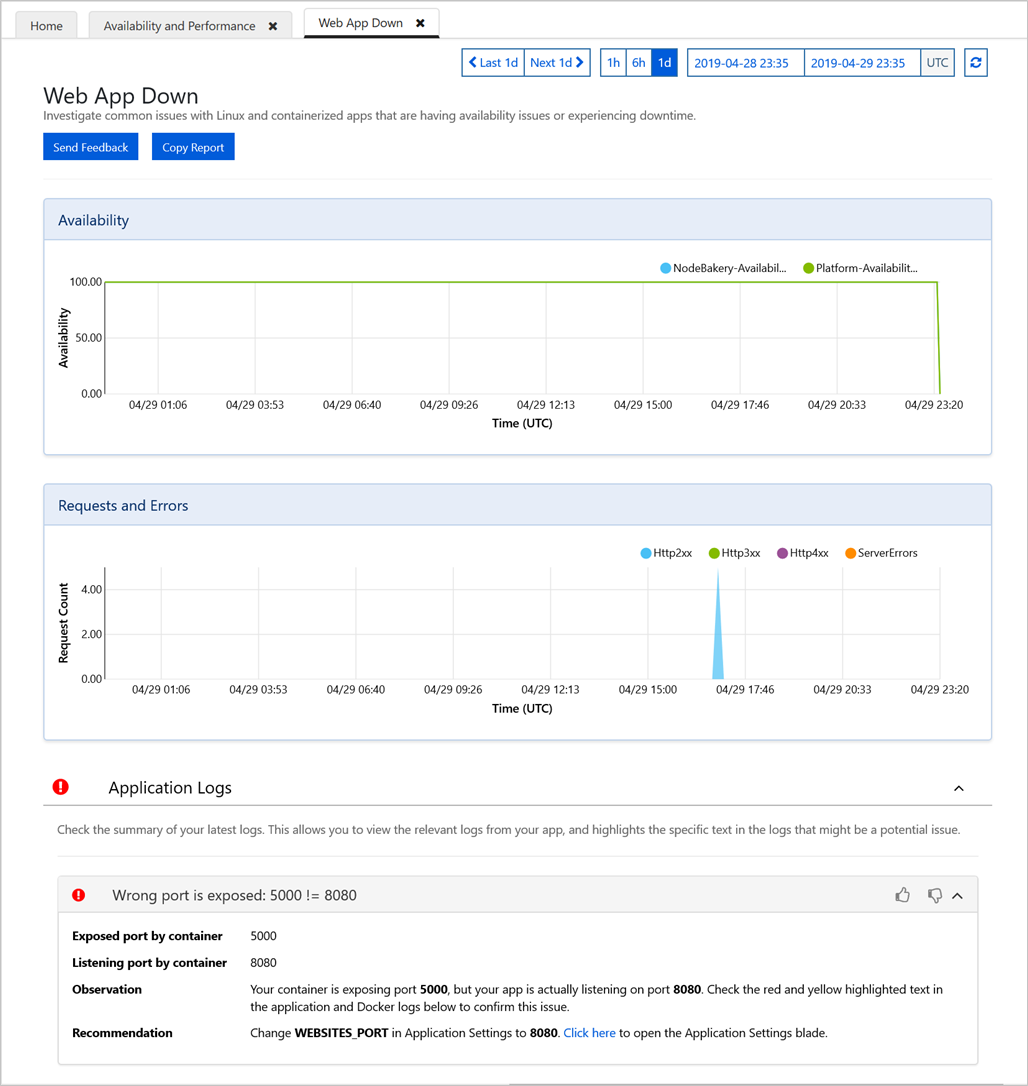 Home
Availability and Performance ✖
Web App Down ✖
Last 1d
Next 1d
1h
6h
1d
2019-04-28 23:35
2019-04-29 23:35
UTC
Web App Down
Investigate common issues with Linux and containerized apps that are having availability issues or experiencing downtime.
Send Feedback
Copy Report
Availability
NodeBakery-Availabil...
Platform-Availabilit...
100.00
50.00
0.00
Availability
04/29 01:06
04/29 03:53
04/29 06:40
04/29 09:26
04/29 12:13
04/29 15:00
04/29 17:46
04/29 20:33
04/29 23:20
Time (UTC)
Requests and Errors
Http2xx
Http3xx
Http4xx
ServerErrors
4.00
2.00
0.00
Request Count
04/29 01:06
04/29 03:53
04/29 06:40
04/29 09:26
04/29 12:13
04/29 15:00
04/29 17:46
04/29 20:33
04/29 23:20
Time (UTC)
Application Logs
Check the summary of your latest logs. This allows you to view the relevant logs from your app, and highlights the specific text in the logs that might be a potential issue.
Wrong port is exposed: 5000 != 8080
Exposed port by container 5000
Listening port by container 8080
Observation Your container is exposing port 5000, but your app is actually listening on port 8080. Check the red and yellow highlighted text in
the application and Docker logs below to confirm this issue.
Recommendation Change WEBSITES_PORT in Application Settings to 8080. Click here to open the Application Settings blade.